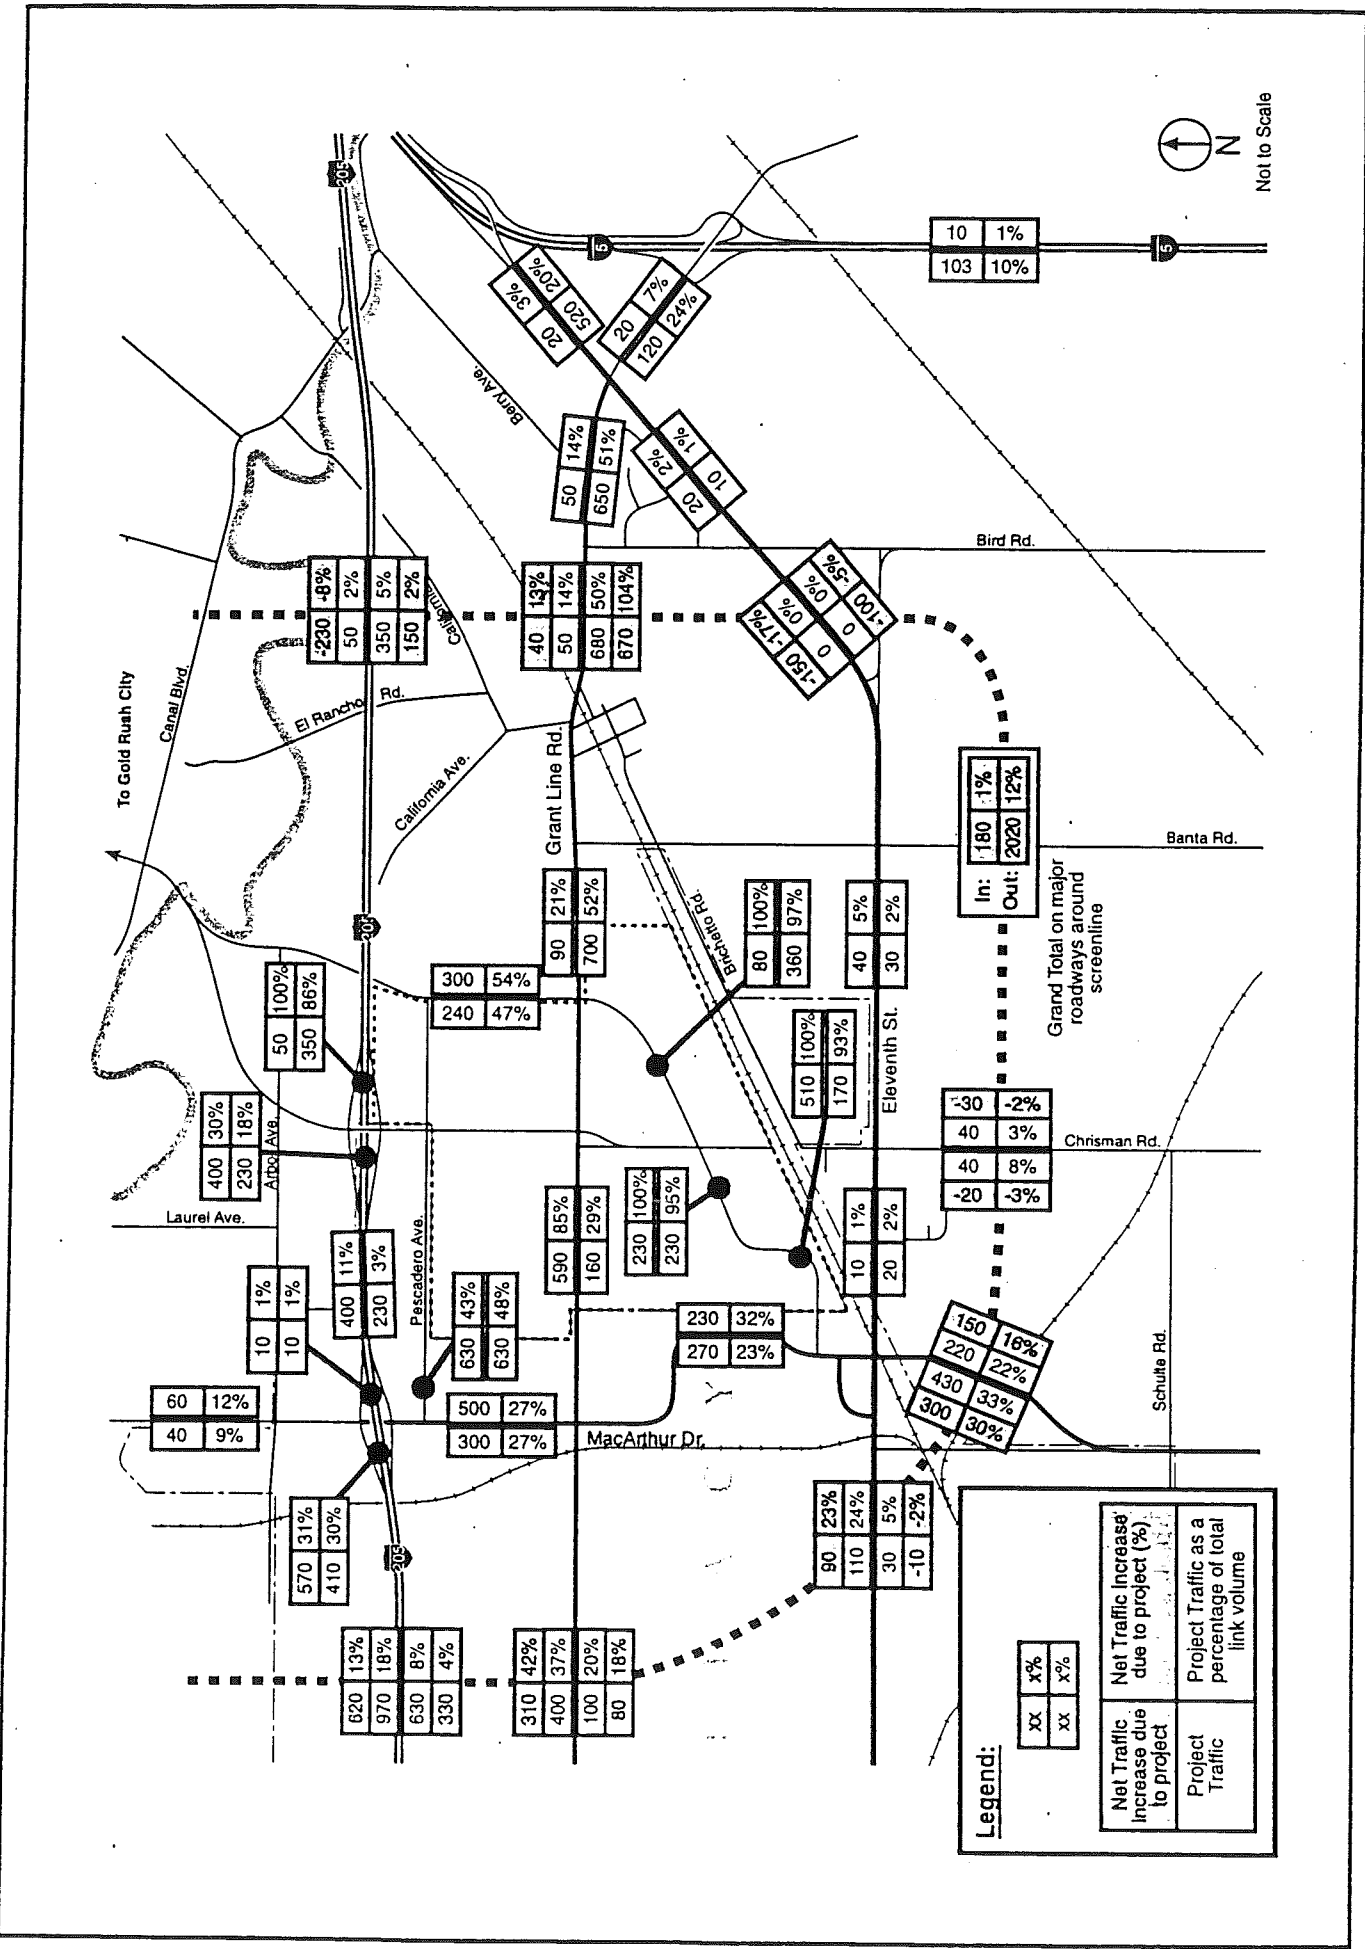 To Gold Rush City
Canal Blvd.
205
-230 -8%
50 2%
350 5%
150 2%
El Rancho Rd.
California Ave.
California
Berry Ave.
5
5
3% 20%
20 520
20 7%
120 24%
10 1%
103 10%
N
Not to Scale
14% 51%
50 650
2% 1%
20 10
Bird Rd.
40 13%
50 14%
680 50%
670 104%
-150 -17%
0 0%
0 0%
-100 -5%
Grant Line Rd.
Banta Rd.
In: 180 1%
Out: 2020 12%
Grand Total on major
roadways around
screenline
90 21%
700 52%
Brichetto Rd.
80 100%
360 97%
40 5%
30 2%
205
50 100%
350 86%
300 54%
240 47%
510 100%
170 93%
Eleventh St.
400 30%
230 18%
Arbor Ave.
Laurel Ave.
-30 -2%
40 3%
40 8%
-20 -3%
Chrisman Rd.
400 11%
230 3%
Pescadero Ave.
590 85%
160 29%
230 100%
230 95%
10 1%
20 2%
10 1%
10 1%
630 43%
630 48%
230 32%
270 23%
150 16%
220 22%
430 33%
300 30%
Schulte Rd.
60 12%
40 9%
500 27%
300 27%
MacArthur Dr.
570 31%
410 30%
205
90 23%
110 24%
30 5%
-10 -2%
620 13%
970 18%
630 8%
330 4%
310 42%
400 37%
100 20%
80 18%
Legend:
xx x%
xx x%
Net Traffic
Increase due
to project
Net Traffic Increase
due to project (%)
Project
Traffic
Project Traffic as a
percentage of total
link volume